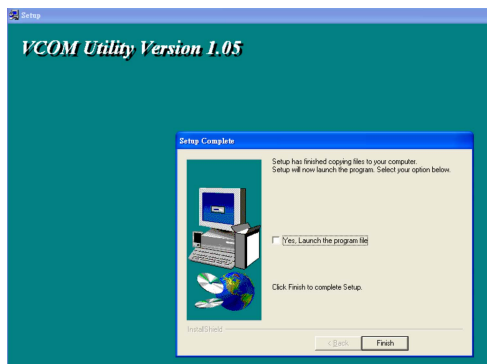 Setup
VCOM Utility Version 1.05
Setup Complete
Setup has finished copying files to your computer.
Setup will now launch the program. Select your option below.
Yes, Launch the program file
Click Finish to complete Setup.
InstallShield
< Back
Finish